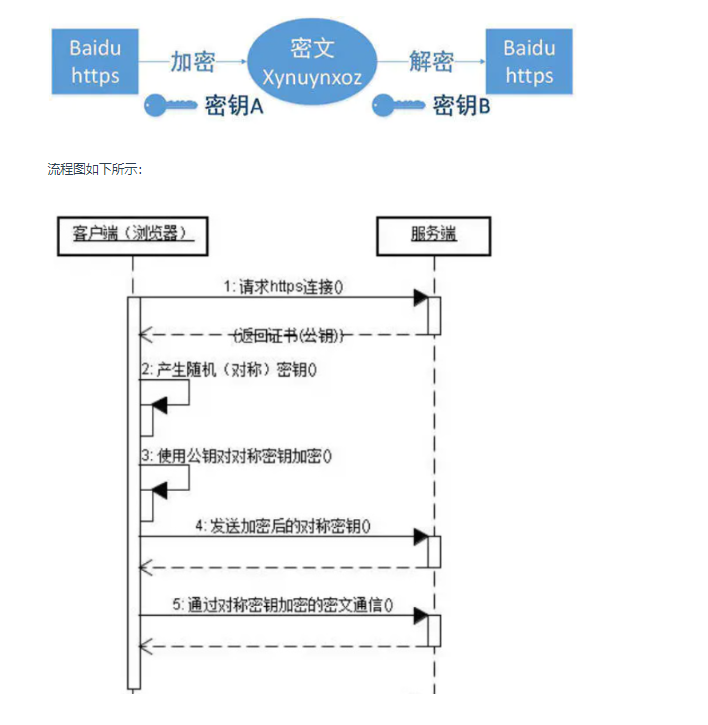 Baidu
https
加密
密文
Xynuynxoz
解密
Baidu
https
密钥A
密钥B
流程图如下所示:
客户端（浏览器）
服务端
1: 请求https连接()
(返回证书(公钥))
2: 产生随机（对称）密钥()
3: 使用公钥对对称密钥加密()
4: 发送加密后的对称密钥()
5: 通过对称密钥加密的密文通信()